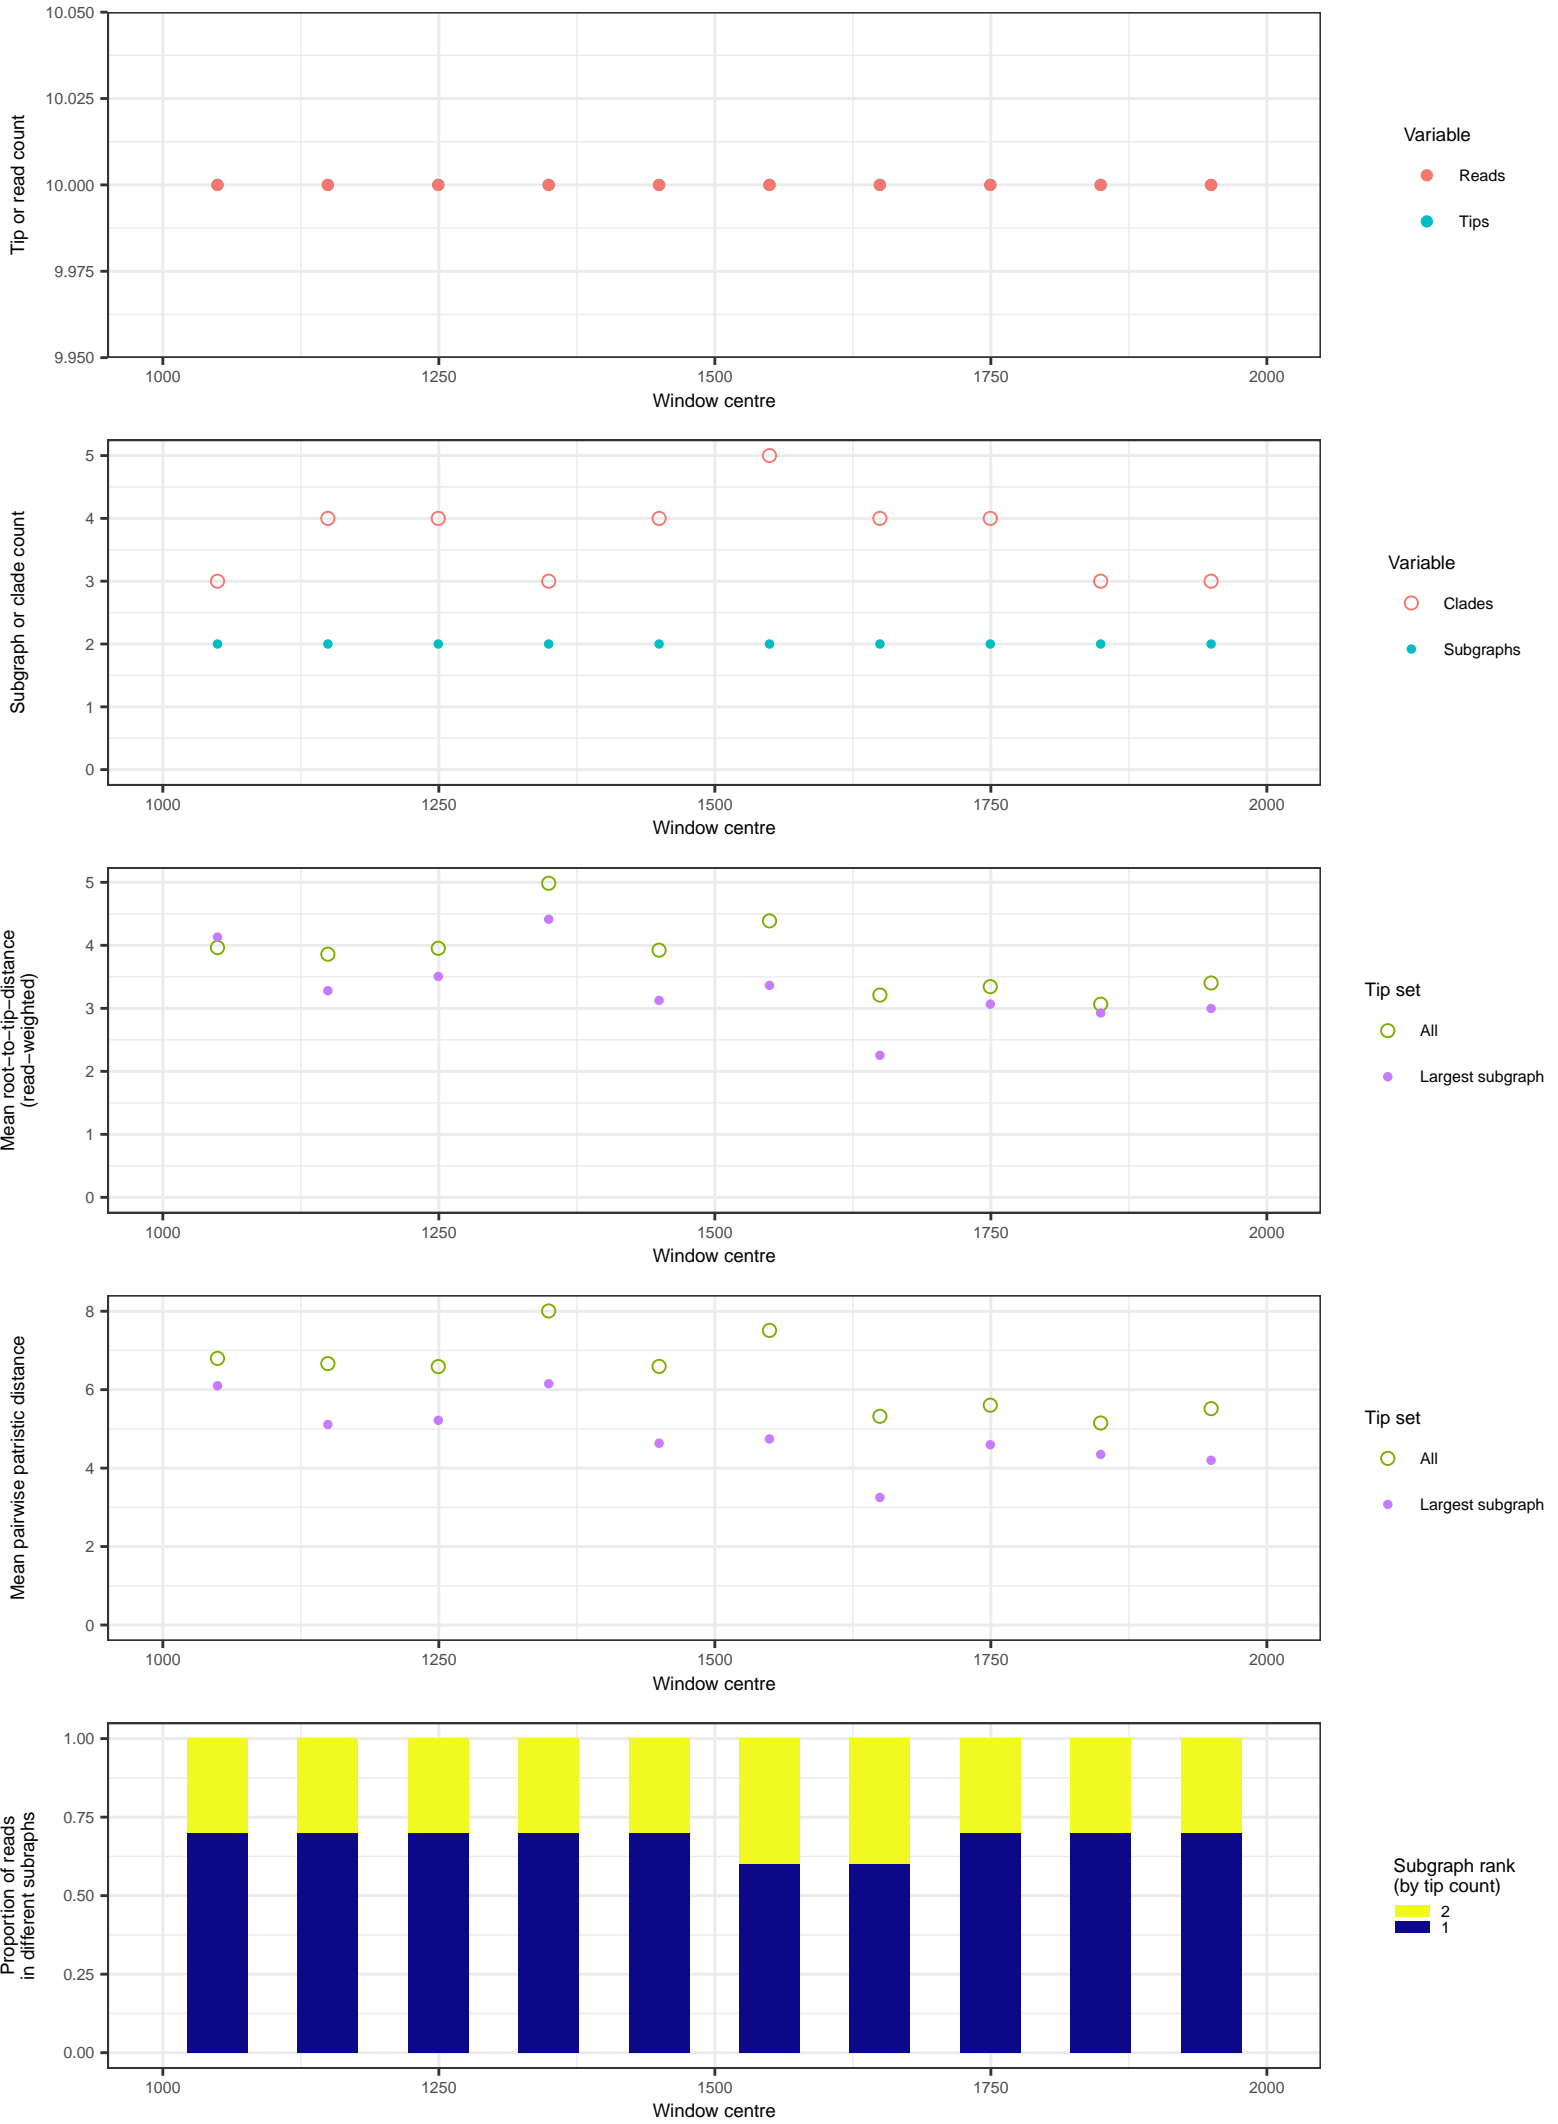 10.050
10.025
10.000
9.975
9.950
Tip or read count
1000 1250 1500 1750 2000
Window centre
Variable
Reads
Tips
5
4
3
2
1
0
Subgraph or clade count
1000 1250 1500 1750 2000
Window centre
Variable
Clades
Subgraphs
5
4
3
2
1
0
Mean root−to−tip−distance
(read−weighted)
1000 1250 1500 1750 2000
Window centre
Tip set
All
Largest subgraph
8
6
4
2
0
Mean pairwise patristic distance
1000 1250 1500 1750 2000
Window centre
Tip set
All
Largest subgraph
1.00
0.75
0.50
0.25
0.00
Proportion of reads
in different subraphs
1000 1250 1500 1750 2000
Window centre
Subgraph rank
(by tip count)
2
1